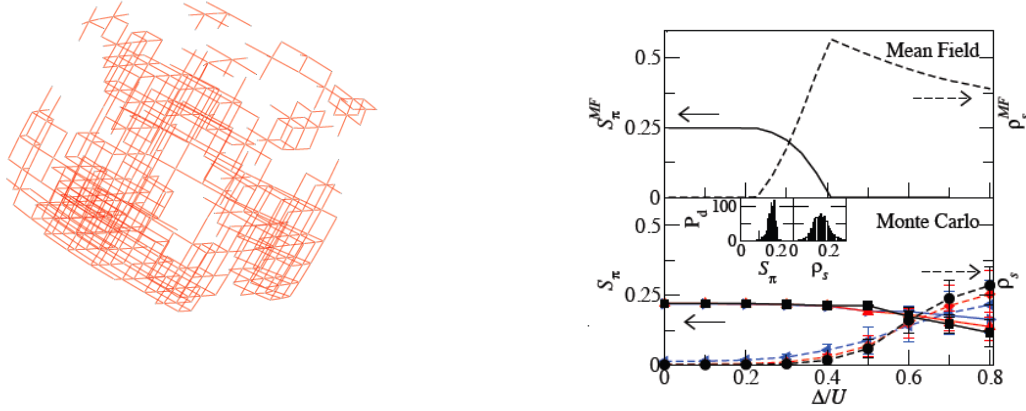 0.5
Mean Field
S_π^MF
0.25
ρ_s^MF
0
100
P_d
0
0
0.2
0
0.2
S_π
ρ_s
Monte Carlo
0.5
S_π
0.25
ρ_s
0
0
0.2
0.4
0.6
0.8
Δ/U